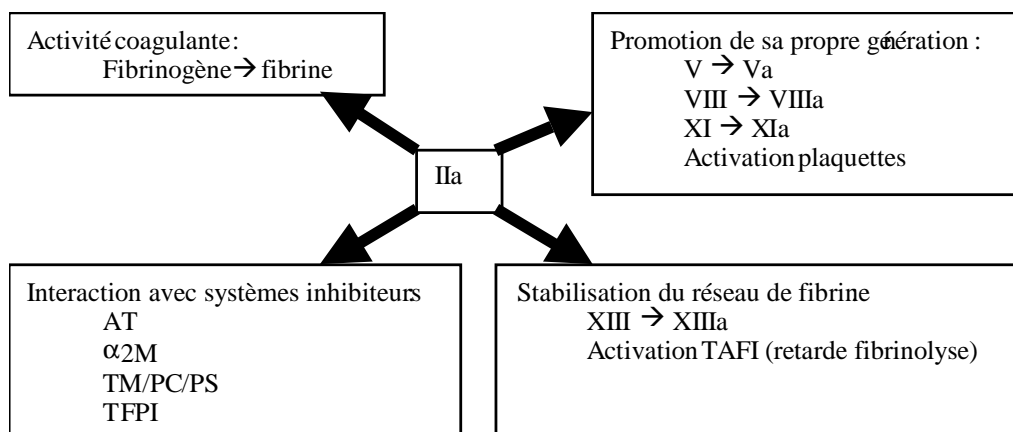 Activité coagulante:
Fibrinogène → fibrine
Promotion de sa propre génération :
V → Va
VIII → VIIIa
XI → XIa
Activation plaquettes
IIa
Interaction avec systèmes inhibiteurs:
AT
α2M
TM/PC/PS
TFPI
Stabilisation du réseau de fibrine
XIII → XIIIa
Activation TAFI (retarde fibrinolyse)